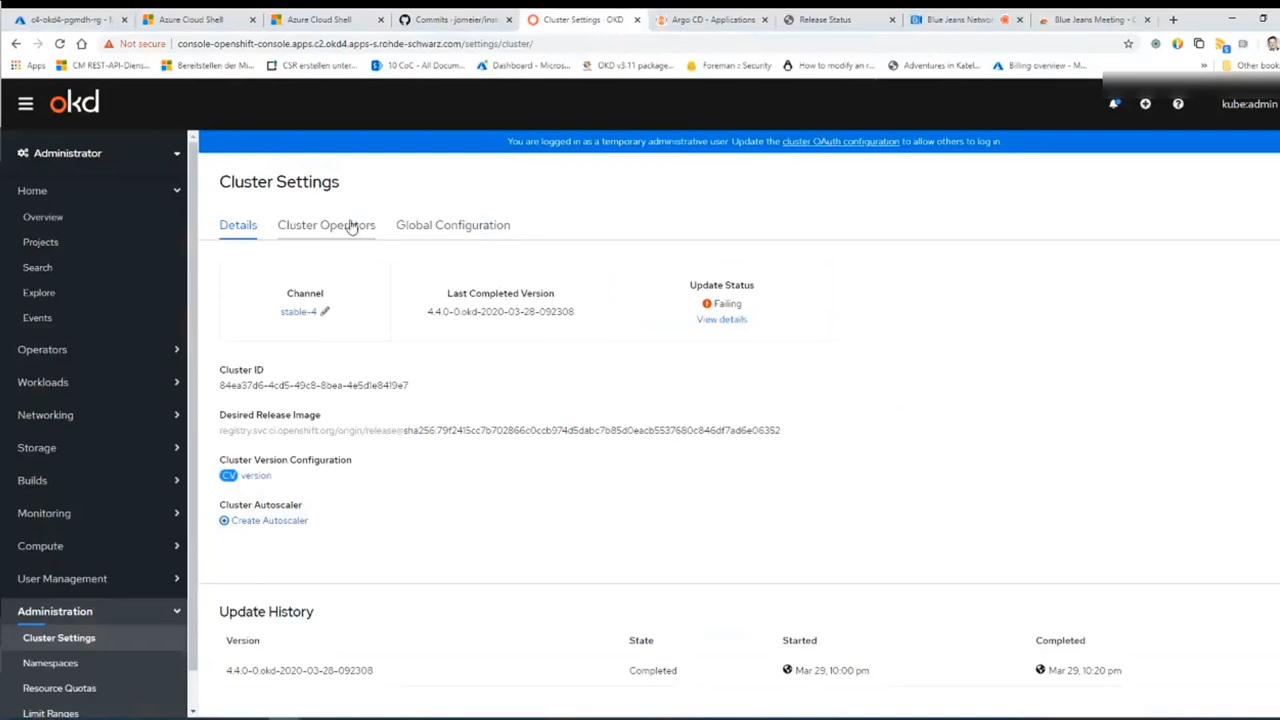 o4-okd4-pgmdh-rg - M
Azure Cloud Shell
Azure Cloud Shell
Commits · jomeier/inst
Cluster Settings · OKD
Argo CD - Applications
Release Status
Blue Jeans Netwo
Blue Jeans Meeting - C
Not secure
console-openshift-console.apps.c2.okd4.apps-s.rohde-schwarz.com/settings/cluster/
Apps
CM REST-API-Diens...
Bereitstellen der Mi...
CSR erstellen unter...
10 CoC - All Docum...
Dashboard - Micros...
OKD v3.11 package...
Foreman :: Security
How to modify an r...
Adventures in Katel...
Billing overview - M...
»
Other book
okd
kube:admin
You are logged in as a temporary administrative user. Update the cluster OAuth configuration to allow others to log in
Administrator
Home
Overview
Projects
Search
Explore
Events
Operators
Workloads
Networking
Storage
Builds
Monitoring
Compute
User Management
Administration
Cluster Settings
Namespaces
Resource Quotas
Limit Ranges
Cluster Settings
Details
Cluster Operators
Global Configuration
Channel
stable-4
Last Completed Version
4.4.0-0.okd-2020-03-28-092308
Update Status
Failing
View details
Cluster ID
84ea37d6-4cd5-49c8-8bea-4e5d1e8419e7
Desired Release Image
registry.svc.ci.openshift.org/origin/release@sha256:79f2415cc7b702866c0ccb974d5dabc7b85d0eacb5537680c846df7ad6e06352
Cluster Version Configuration
CV version
Cluster Autoscaler
Create Autoscaler
Update History
Version
State
Started
Completed
4.4.0-0.okd-2020-03-28-092308
Completed
Mar 29, 10:00 pm
Mar 29, 10:20 pm